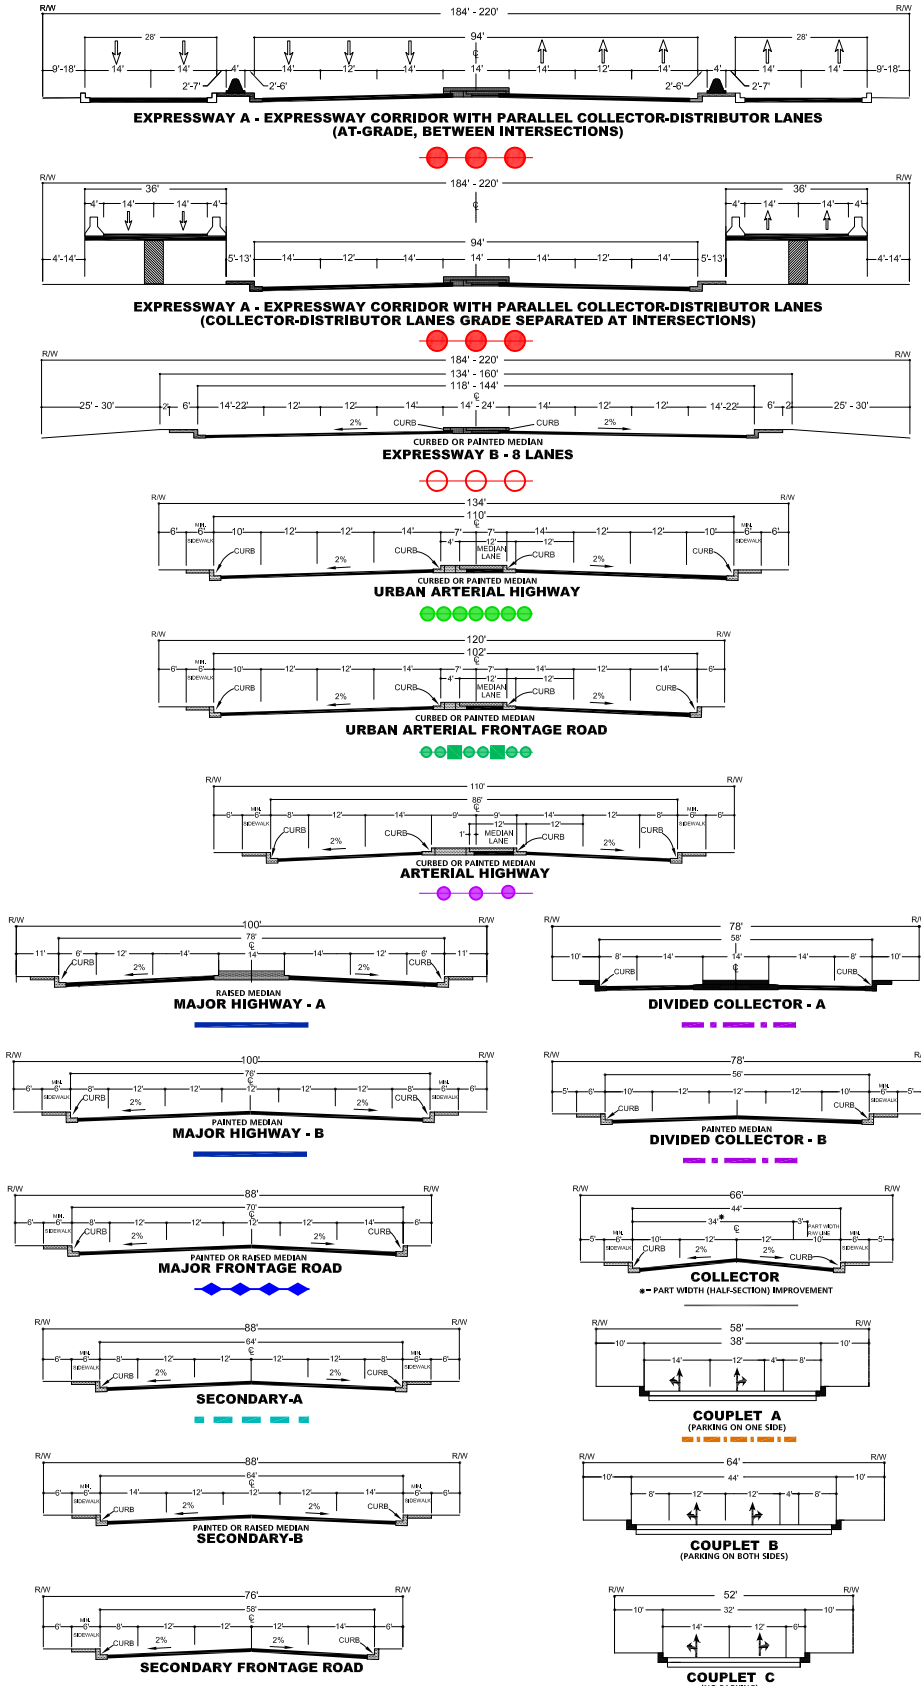 R/W 184' - 220' R/W
94'
28' ℄ 28'
9'-18' 14' 14' 4' 14' 12' 14' 14' 12' 14' 4' 14' 14' 9'-18'
2'-7' 2'-6' 2'-6' 2'-7'
EXPRESSWAY A - EXPRESSWAY CORRIDOR WITH PARALLEL COLLECTOR-DISTRIBUTOR LANES
(AT-GRADE, BETWEEN INTERSECTIONS)
R/W R/W
184' - 220'
36' 36'
4' 14' 14' 4' ℄ 4' 14' 14' 4'
94'
4'-14' 5'-13' 14' 12' 14' 14' 12' 14' 5'-13' 4'-14'
EXPRESSWAY A - EXPRESSWAY CORRIDOR WITH PARALLEL COLLECTOR-DISTRIBUTOR LANES
(COLLECTOR-DISTRIBUTOR LANES GRADE SEPARATED AT INTERSECTIONS)
R/W R/W
184' - 220'
134' - 160'
118' - 144'
℄
25' - 30' 2' 6' 14'-22' 12' 12' 14' 14' - 24' 14' 12' 12' 14'-22' 6' 2' 25' - 30'
2% CURB CURB 2%
CURBED OR PAINTED MEDIAN
EXPRESSWAY B - 8 LANES
R/W R/W
134'
110'
℄
6' MIN. 6' SIDEWALK 10' 12' 12' 14' 7' 7' 14' 12' 12' 10' MIN. 6' SIDEWALK 6'
4' 12' 12'
CURB 2% CURB MEDIAN LANE CURB 2% CURB
CURBED OR PAINTED MEDIAN
URBAN ARTERIAL HIGHWAY
R/W R/W
120'
102'
℄
6' MIN. 6' SIDEWALK 10' 12' 12' 14' 7' 7' 14' 12' 14' 6'
4' 12' 12'
CURB 2% CURB MEDIAN LANE CURB 2% CURB
CURBED OR PAINTED MEDIAN
URBAN ARTERIAL FRONTAGE ROAD
R/W R/W
110'
86'
℄
6' MIN. 6' SIDEWALK 8' 12' 14' 9' 9' 14' 12' 8' MIN. 6' SIDEWALK 6'
12' 12'
CURB 2% CURB 1' MEDIAN LANE CURB 2% CURB
CURBED OR PAINTED MEDIAN
ARTERIAL HIGHWAY
R/W R/W
100'
78'
℄
11' 6' 12' 14' 14' 14' 12' 6' 11'
CURB 2% 2% CURB
RAISED MEDIAN
MAJOR HIGHWAY - A
R/W
78'
58'
10' 8' 14' 14' 14' 8' 10'
CURB ℄ CURB
DIVIDED COLLECTOR - A
R/W R/W
100'
76'
℄
6' MIN. 6' SIDEWALK 8' 12' 12' 12' 12' 12' 8' MIN. 6' SIDEWALK 6'
CURB 2% 2% CURB
PAINTED MEDIAN
MAJOR HIGHWAY - B
R/W
78'
56'
5' 6' MIN. SIDEWALK 10' 12' 12' 12' 10' MIN. 6' SIDEWALK 5'
CURB CURB
PAINTED MEDIAN
DIVIDED COLLECTOR - B
R/W R/W
88'
70'
℄
6' MIN. 6' SIDEWALK 8' 12' 12' 12' 12' 14' 6'
CURB 2% 2% CURB
PAINTED OR RAISED MEDIAN
MAJOR FRONTAGE ROAD
R/W R/W
66'
44'
34' * ℄ 3' PART WIDTH R/W LINE
5' MIN. 6' SIDEWALK 10' 12' 12' 10' MIN. 6' SIDEWALK 5'
CURB 2% 2% CURB
COLLECTOR
* - PART WIDTH (HALF-SECTION) IMPROVEMENT
R/W R/W
88'
64'
℄
6' MIN. 6' SIDEWALK 8' 12' 12' 12' 12' 8' MIN. 6' SIDEWALK 6'
CURB 2% 2% CURB
SECONDARY-A
R/W R/W
58'
10' 38' 10'
14' 12' 4' 8'
COUPLET A
(PARKING ON ONE SIDE)
R/W R/W
88'
64'
℄
6' MIN. 6' SIDEWALK 14' 12' 12' 12' 14' MIN. 6' SIDEWALK 6'
CURB 2% 2% CURB
PAINTED OR RAISED MEDIAN
SECONDARY-B
R/W R/W
64'
10' 44' 10'
8' 12' 12' 4' 8'
COUPLET B
(PARKING ON BOTH SIDES)
R/W R/W
76'
58'
℄
6' MIN. 6' SIDEWALK 8' 12' 12' 12' 14' 6'
CURB 2% 2% CURB
SECONDARY FRONTAGE ROAD
R/W R/W
52'
10' 32' 10'
14' 12' 6'
COUPLET C